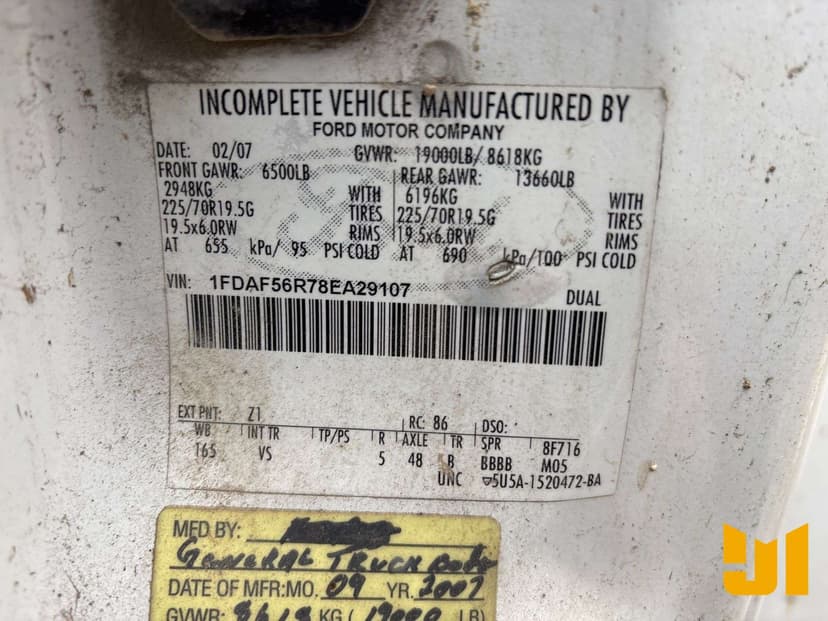 INCOMPLETE VEHICLE MANUFACTURED BY
FORD MOTOR COMPANY
DATE: 02/07 GVWR: 19000LB/ 8618KG
FRONT GAWR: 6500LB REAR GAWR: 13660LB
2948KG WITH 6196KG WITH
225/70R19.5G TIRES 225/70R19.5G TIRES
19.5x6.0RW RIMS 19.5x6.0RW RIMS
AT 655 kPa/ 95 PSI COLD AT 690 kPa/100 PSI COLD
VIN: 1FDAF56R78EA29107 DUAL
EXT PNT: Z1 RC: 86 DSO:
WB INT TR TP/PS R AXLE TR SPR 8F716
165 VS 5 48 B BBBB M05
UNC 5U5A-1520472-BA
MFD BY:
GENERAL TRUCK Body
DATE OF MFR:MO. 09 YR. 2007
GVWR: 8618 KG ( 19000 LB)